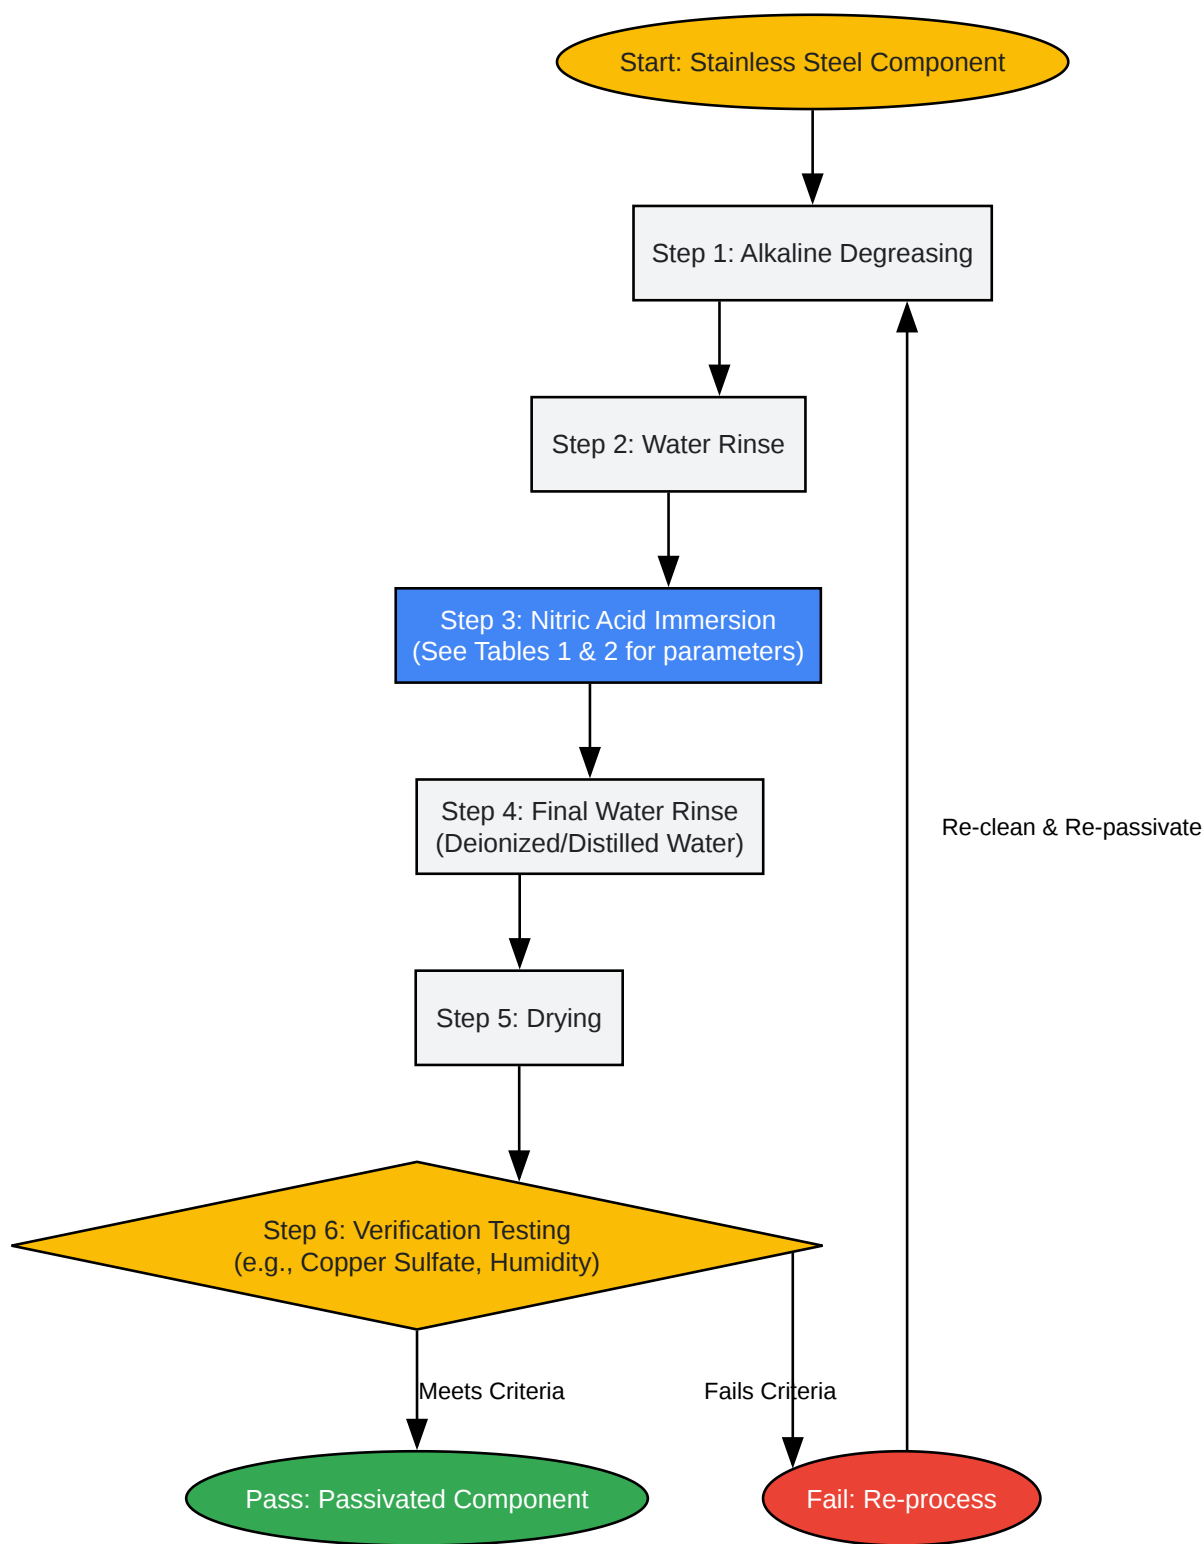 Start: Stainless Steel Component
Step 1: Alkaline Degreasing
Step 2: Water Rinse
Step 3: Nitric Acid Immersion
(See Tables 1 & 2 for parameters)
Step 4: Final Water Rinse
(Deionized/Distilled Water)
Re-clean & Re-passivate
Step 5: Drying
Step 6: Verification Testing
(e.g., Copper Sulfate, Humidity)
Meets Criteria
Fails Criteria
Pass: Passivated Component
Fail: Re-process